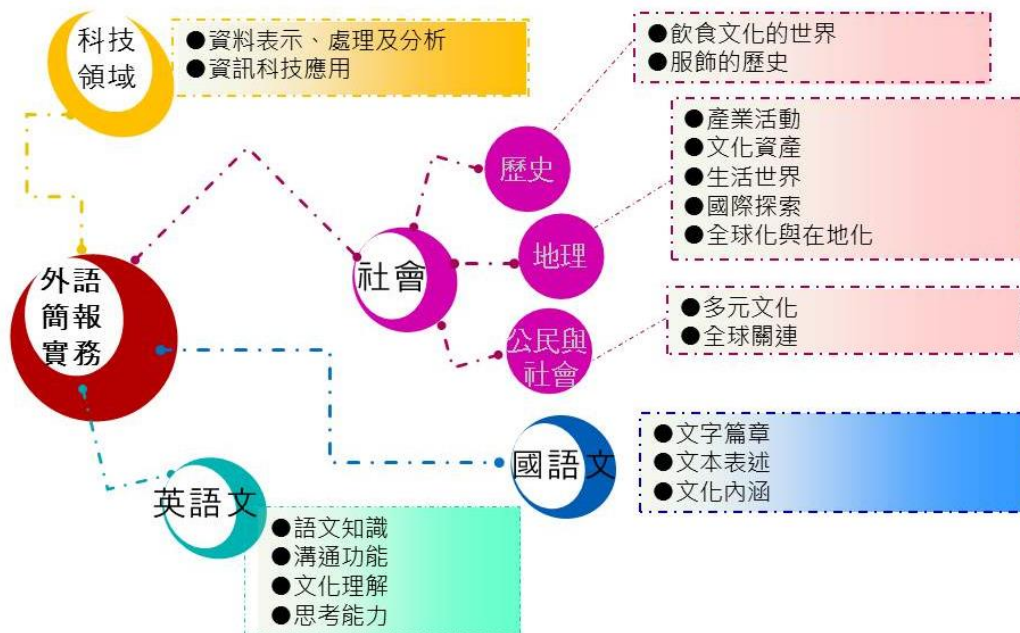 科技
領域
●資料表示、處理及分析
●資訊科技應用
●飲食文化的世界
●服飾的歷史
歷史
●產業活動
●文化資產
●生活世界
●國際探索
●全球化與在地化
地理
社會
外語
簡報
實務
●多元文化
●全球關連
公民與
社會
國語文
●文字篇章
●文本表述
●文化內涵
英語文
●語文知識
●溝通功能
●文化理解
●思考能力